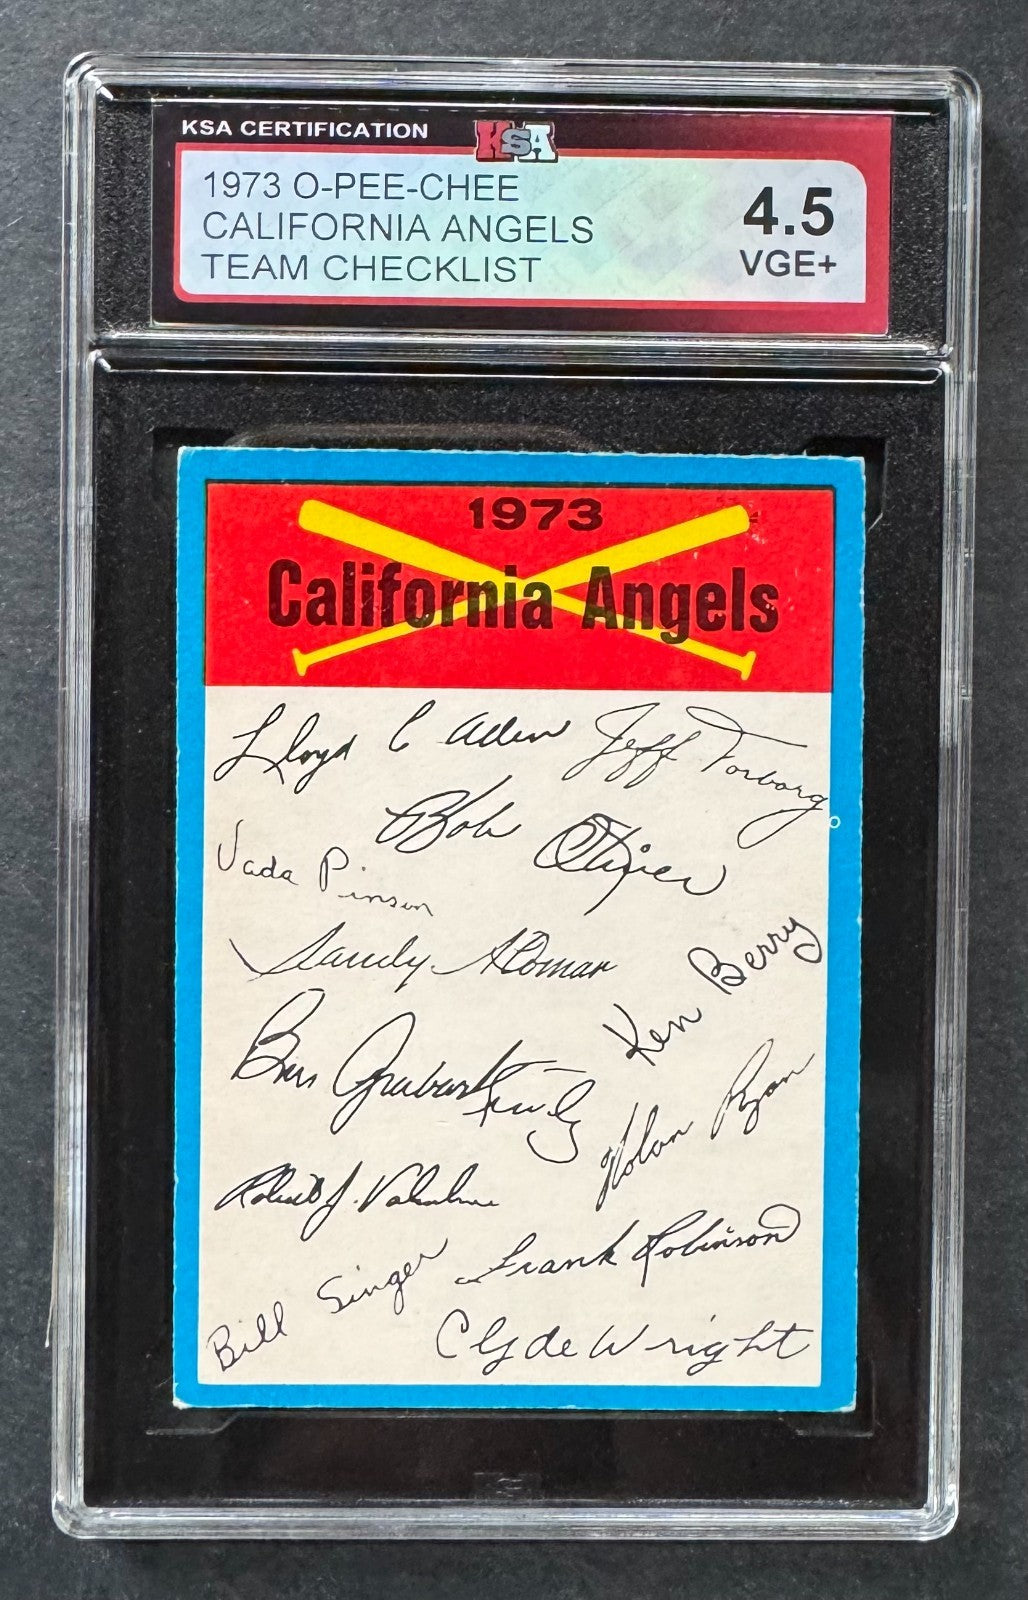 KSA CERTIFICATION
KSA
1973 O-PEE-CHEE
CALIFORNIA ANGELS
TEAM CHECKLIST
4.5
VGE+
1973
California Angels
Lloyd Allen
Jeff Torborg
Bob Oliver
Vada Pinson
Sandy Alomar
Ken Berry
Nolan Ryan
Robert J. Valentine
Frank Robinson
Bill Singer
Clyde Wright